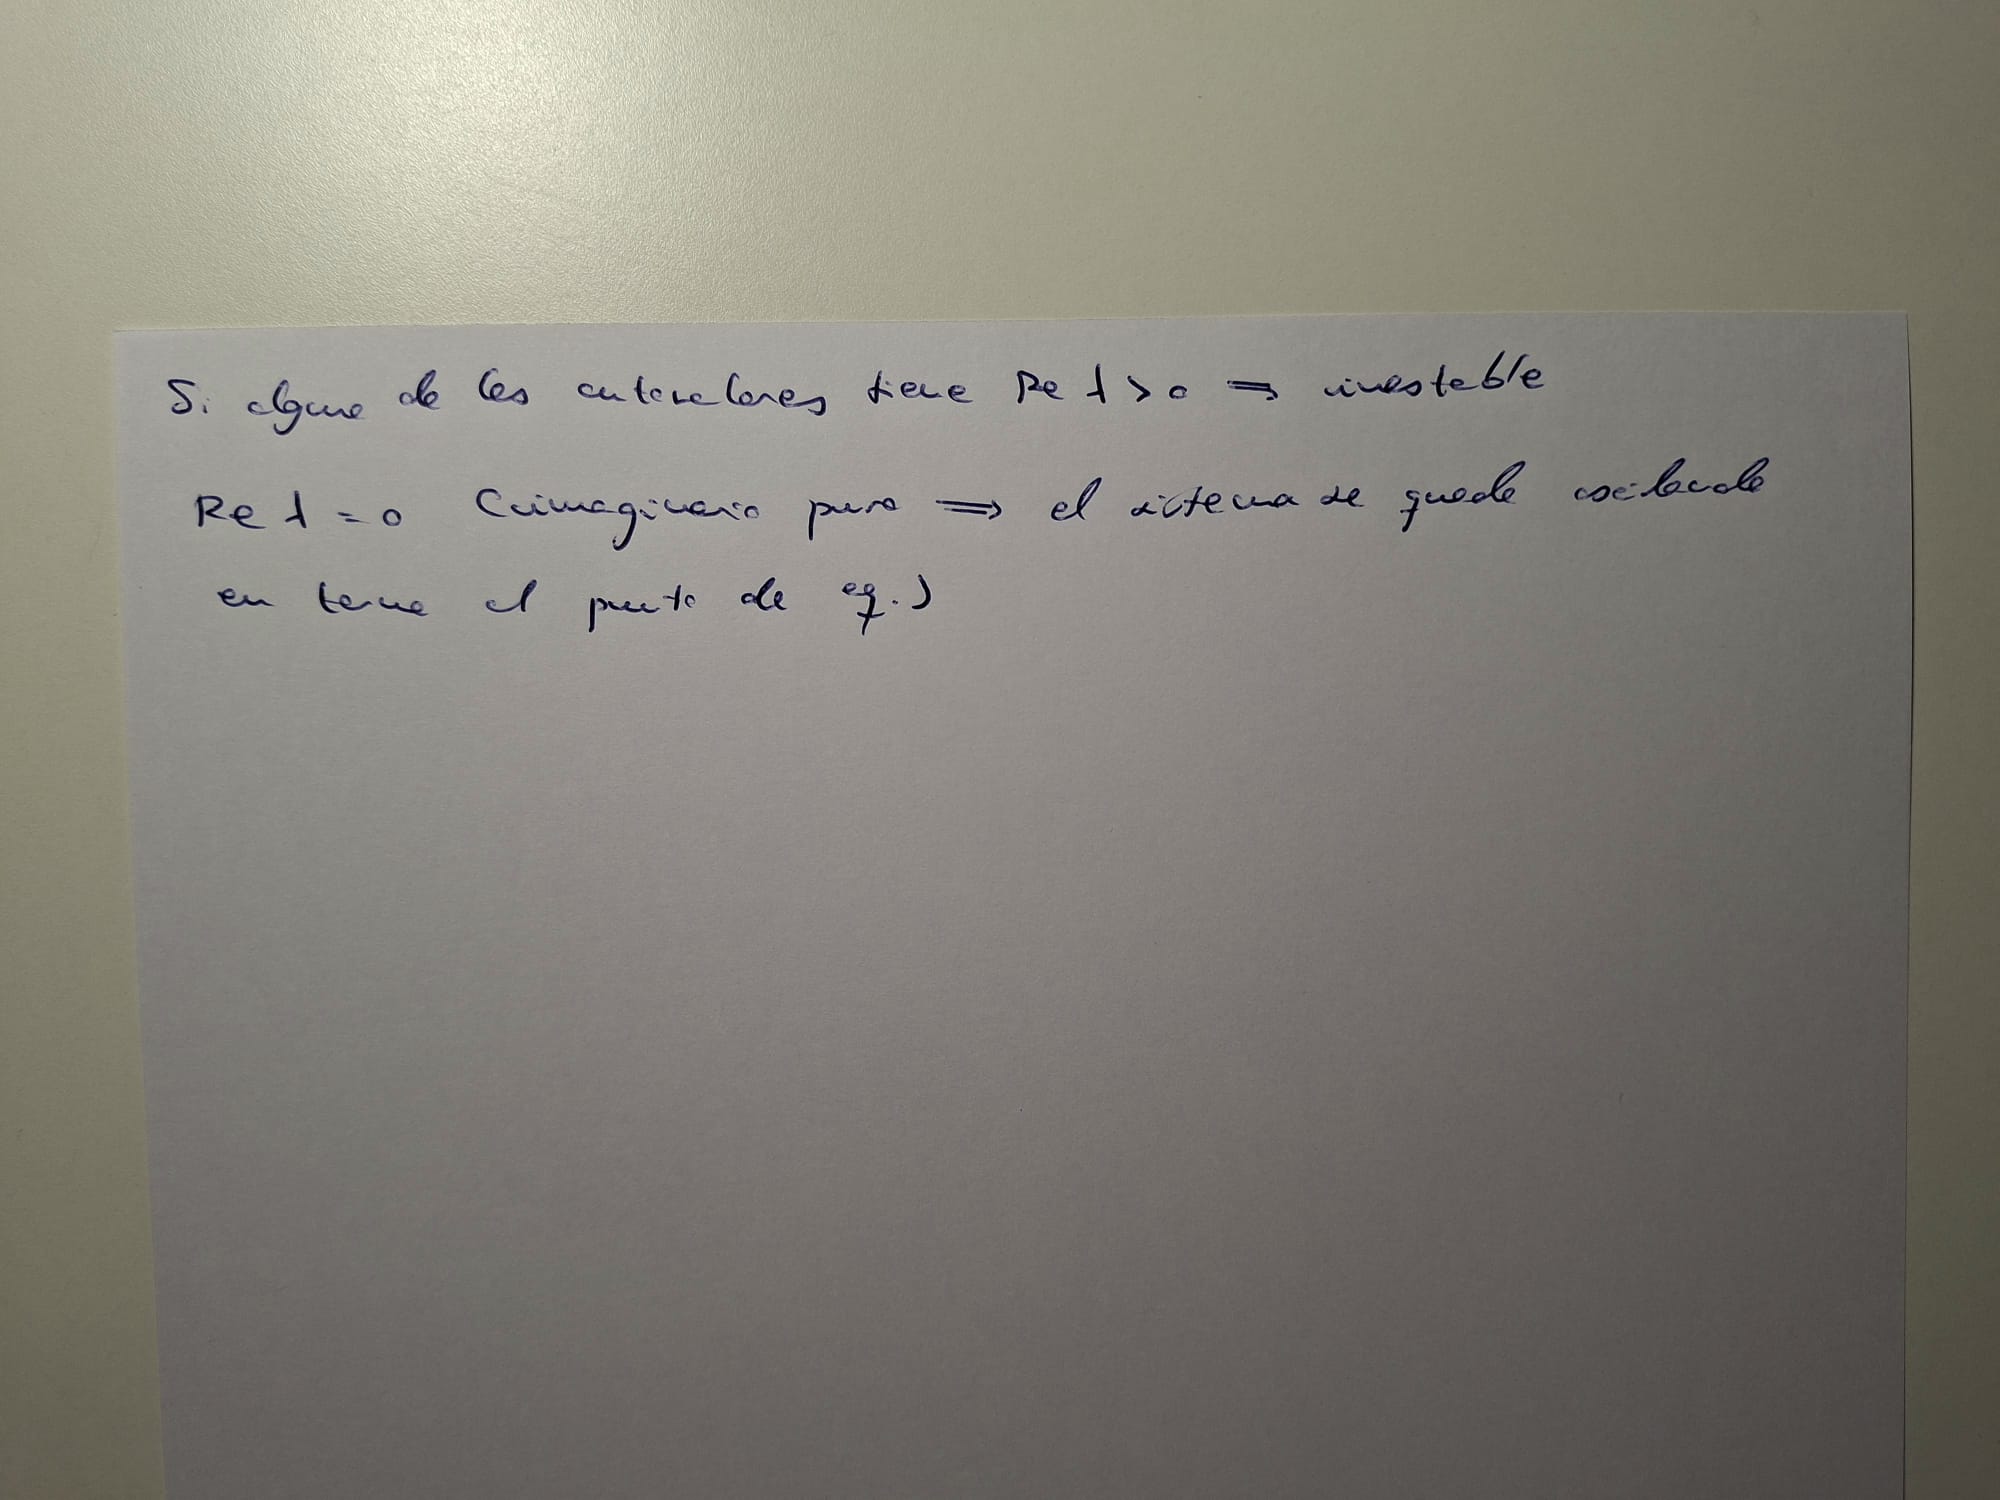 Si alguno de los autovalores tiene Re λ > 0 ⇒ inestable
Re λ = 0 (imaginario puro ⇒ el sistema se queda oscilando
en torno al punto de eq.)